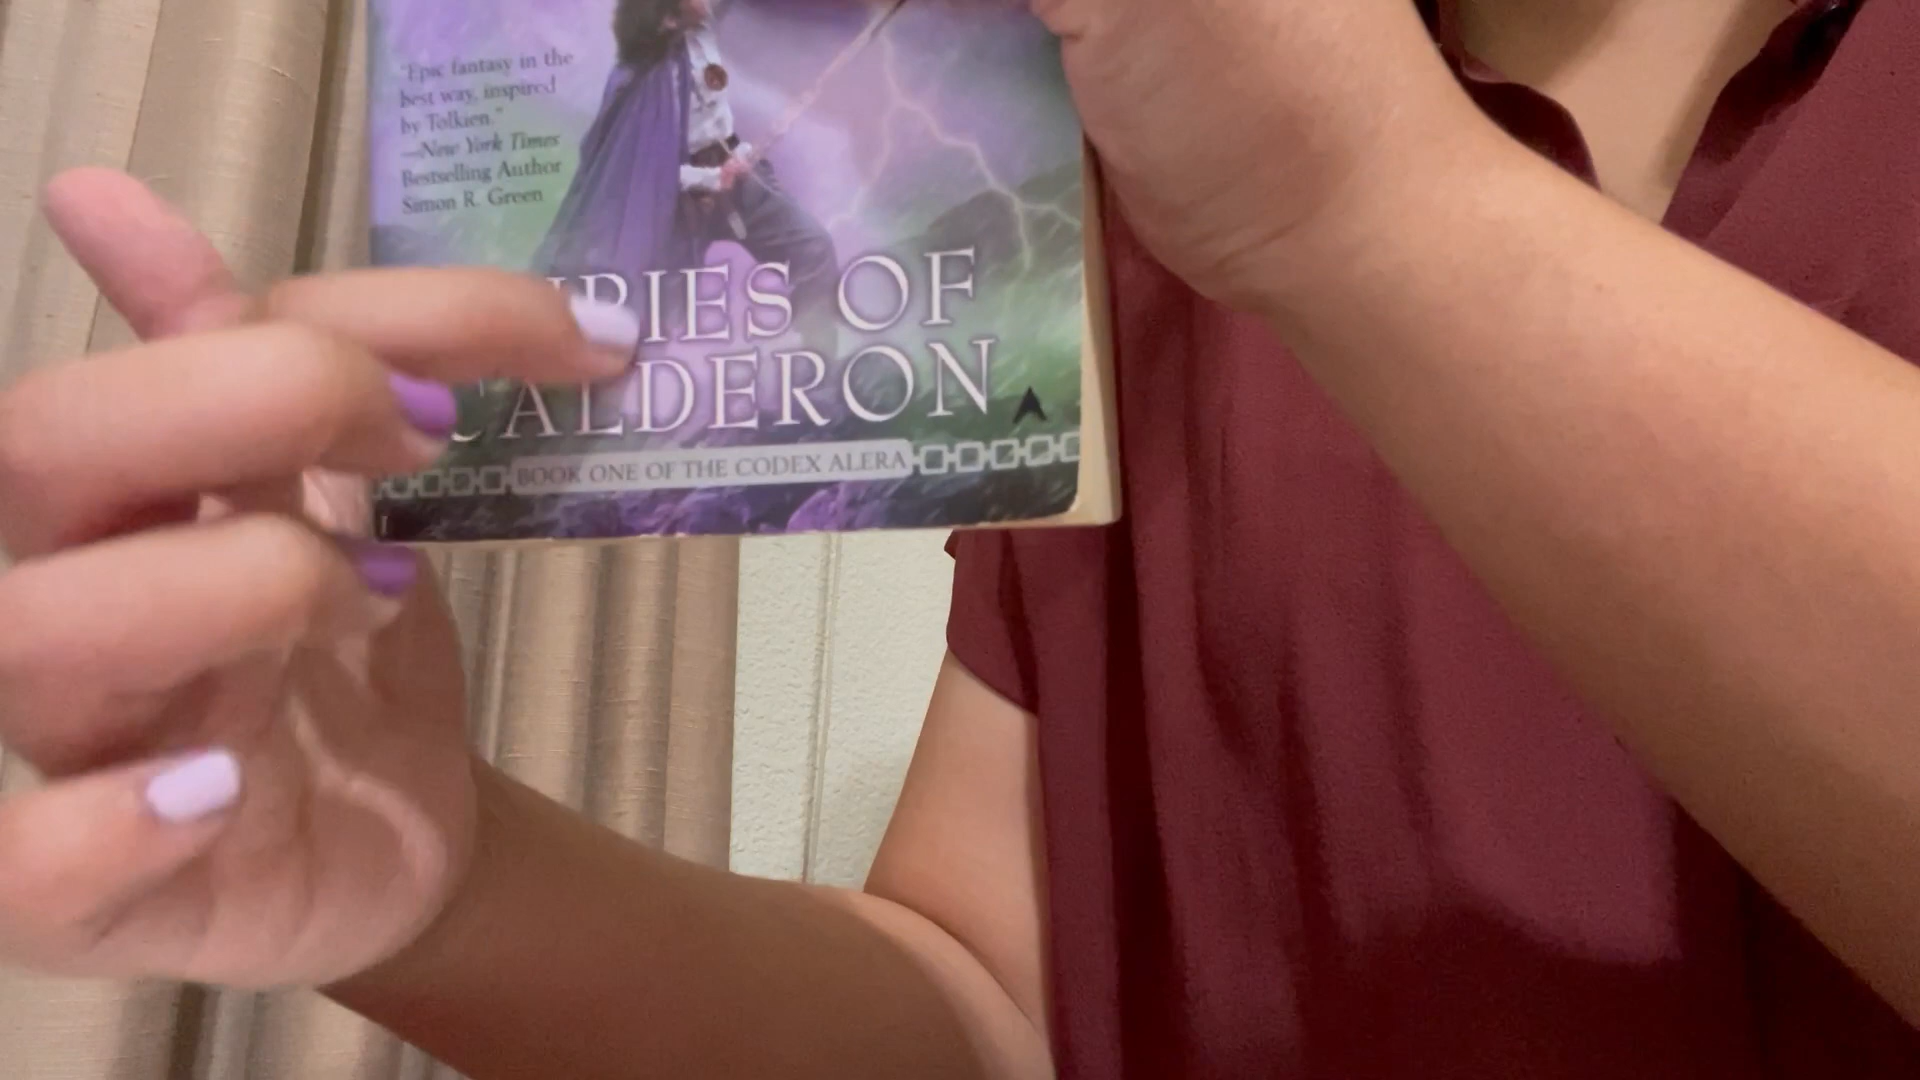 "Epic fantasy in the
best way, inspired
by Tolkien."
—New York Times
Bestselling Author
Simon R. Green
RIES OF
CALDERON
BOOK ONE OF THE CODEX ALERA